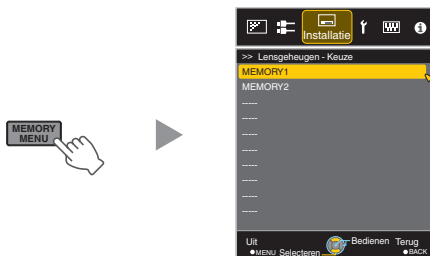 MEMORY
MENU
Installatie
>> Lensgeheugen - Keuze
MEMORY1
MEMORY2
-----
-----
-----
-----
-----
-----
-----
-----
Uit
MENU
Selecteren
Bedienen
Terug
BACK